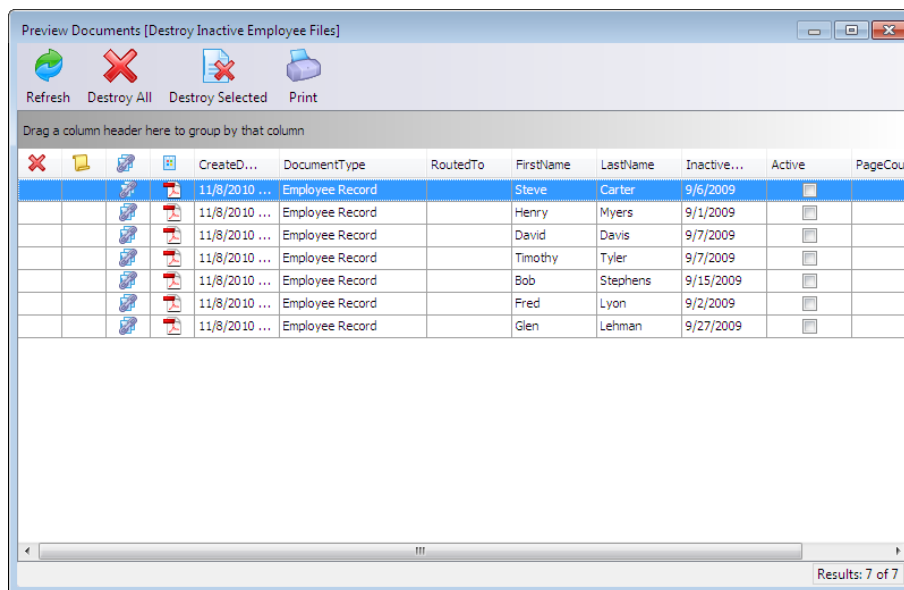 Preview Documents [Destroy Inactive Employee Files]
Refresh Destroy All Destroy Selected Print
Drag a column header here to group by that column
CreateD... DocumentType RoutedTo FirstName LastName Inactive... Active PageCou
11/8/2010 ... Employee Record Steve Carter 9/6/2009
11/8/2010 ... Employee Record Henry Myers 9/1/2009
11/8/2010 ... Employee Record David Davis 9/7/2009
11/8/2010 ... Employee Record Timothy Tyler 9/7/2009
11/8/2010 ... Employee Record Bob Stephens 9/15/2009
11/8/2010 ... Employee Record Fred Lyon 9/2/2009
11/8/2010 ... Employee Record Glen Lehman 9/27/2009
Results: 7 of 7